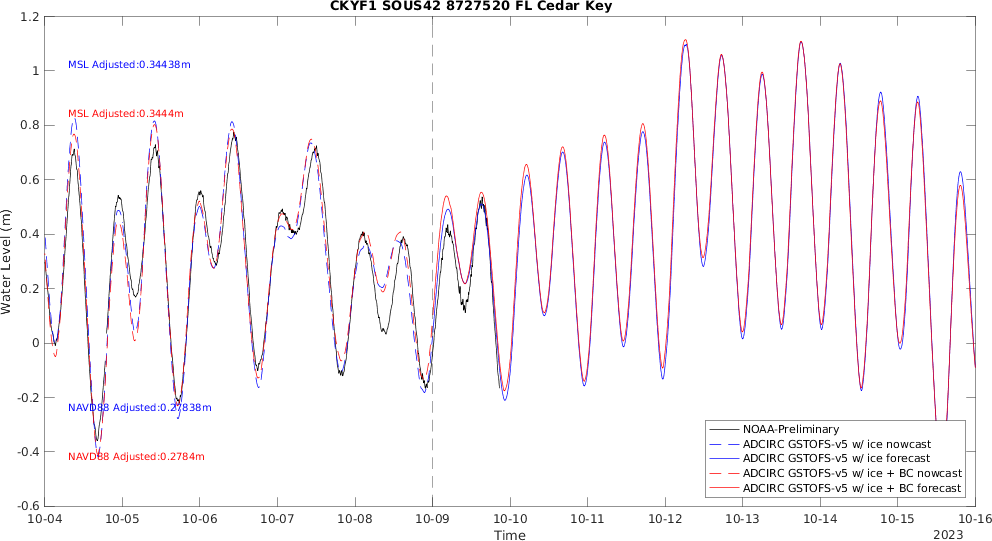 CKYF1 SOUS42 8727520 FL Cedar Key
1.2
1
0.8
0.6
0.4
0.2
0
-0.2
-0.4
-0.6
Water Level (m)
MSL Adjusted:0.34438m
MSL Adjusted:0.3444m
NAVD88 Adjusted:0.27838m
NAVD88 Adjusted:0.2784m
NOAA-Preliminary
ADCIRC GSTOFS-v5 w/ ice nowcast
ADCIRC GSTOFS-v5 w/ ice forecast
ADCIRC GSTOFS-v5 w/ ice + BC nowcast
ADCIRC GSTOFS-v5 w/ ice + BC forecast
10-04 10-05 10-06 10-07 10-08 10-09 10-10 10-11 10-12 10-13 10-14 10-15 10-16
Time
2023